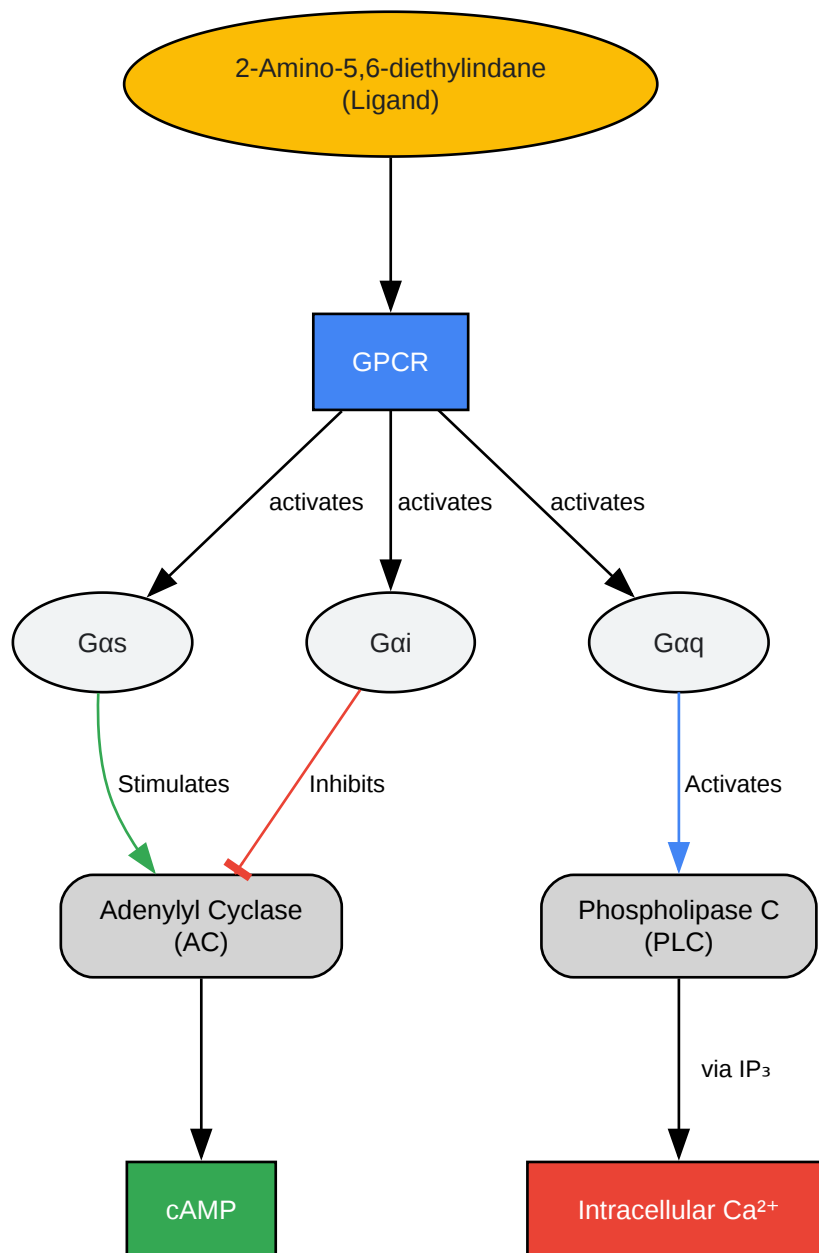 2-Amino-5,6-diethylindane
(Ligand)
GPCR
activates
activates
activates
Gαs
Gαi
Gαq
Stimulates
Inhibits
Activates
Adenylyl Cyclase
(AC)
Phospholipase C
(PLC)
via IP₃
cAMP
Intracellular Ca²⁺